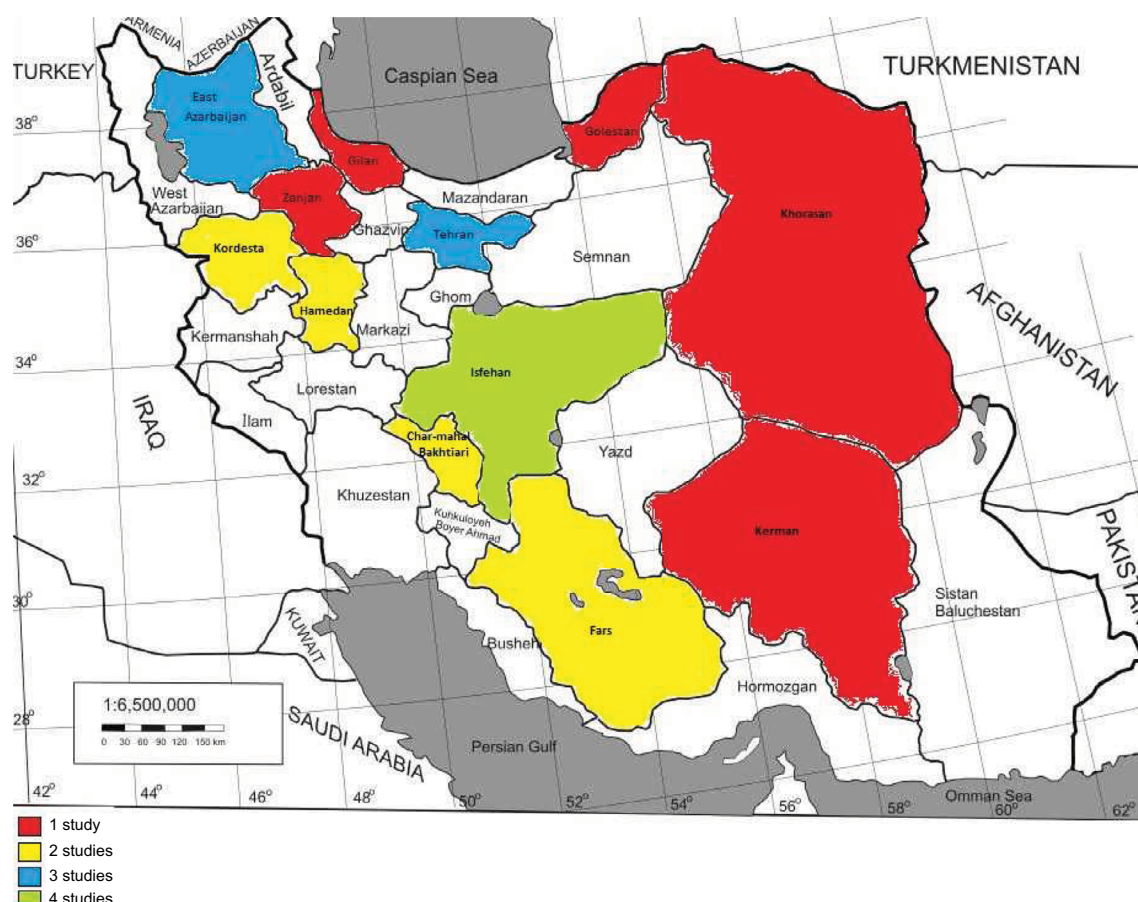 ARMENIA
AZERBAIJAN
TURKEY
Caspian Sea
TURKMENISTAN
Ardabil
East
Azarbaijan
38°
Golestan
Gilan
West
Azarbaijan
Zanjan
Mazandaran
Khorasan
Ghazvin
Tehran
36°
Kordesta
Semnan
Ghom
Hamedan
Markazi
Kermanshah
AFGHANISTAN
34°
Isfehan
Lorestan
IRAQ
Ilam
Char-mahal
Bakhtiari
Yazd
32°
Khuzestan
Kuhkuloyeh
Boyer Ahmad
Kerman
PAKISTAN
30°
Sistan
Baluchestan
KUWAIT
Fars
Busheh
Hormozgan
1:6,500,000
0 30 60 90 120 150 km
28°
SAUDI ARABIA
Persian Gulf
Omman Sea
42° 44° 46° 48° 50° 52° 54° 56° 58° 60° 62°
1 study
2 studies
3 studies
4 studies